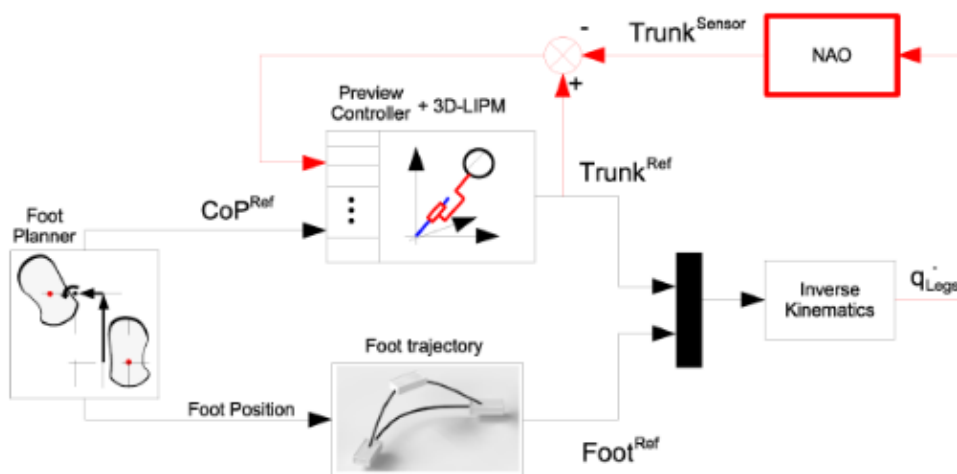 Trunk^Sensor
-
NAO
+
Preview
Controller + 3D-LIPM
Trunk^Ref
CoP^Ref
Foot
Planner
Inverse
Kinematics
q̇_Legs
Foot trajectory
Foot Position
Foot^Ref